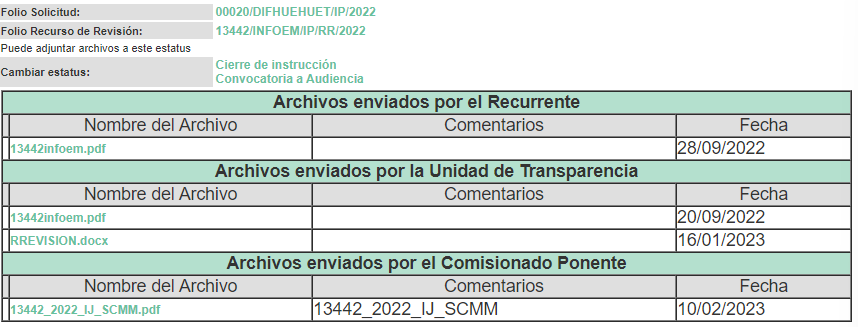 Folio Solicitud: 00020/DIFHUEHUET/IP/2022
Folio Recurso de Revisión: 13442/INFOEM/IP/RR/2022
Puede adjuntar archivos a este estatus
Cambiar estatus: Cierre de instrucción
Convocatoria a Audiencia
Archivos enviados por el Recurrente
Nombre del Archivo Comentarios Fecha
13442infoem.pdf 28/09/2022
Archivos enviados por la Unidad de Transparencia
Nombre del Archivo Comentarios Fecha
13442infoem.pdf 20/09/2022
RREVISION.docx 16/01/2023
Archivos enviados por el Comisionado Ponente
Nombre del Archivo Comentarios Fecha
13442_2022_IJ_SCMM.pdf 13442_2022_IJ_SCMM 10/02/2023